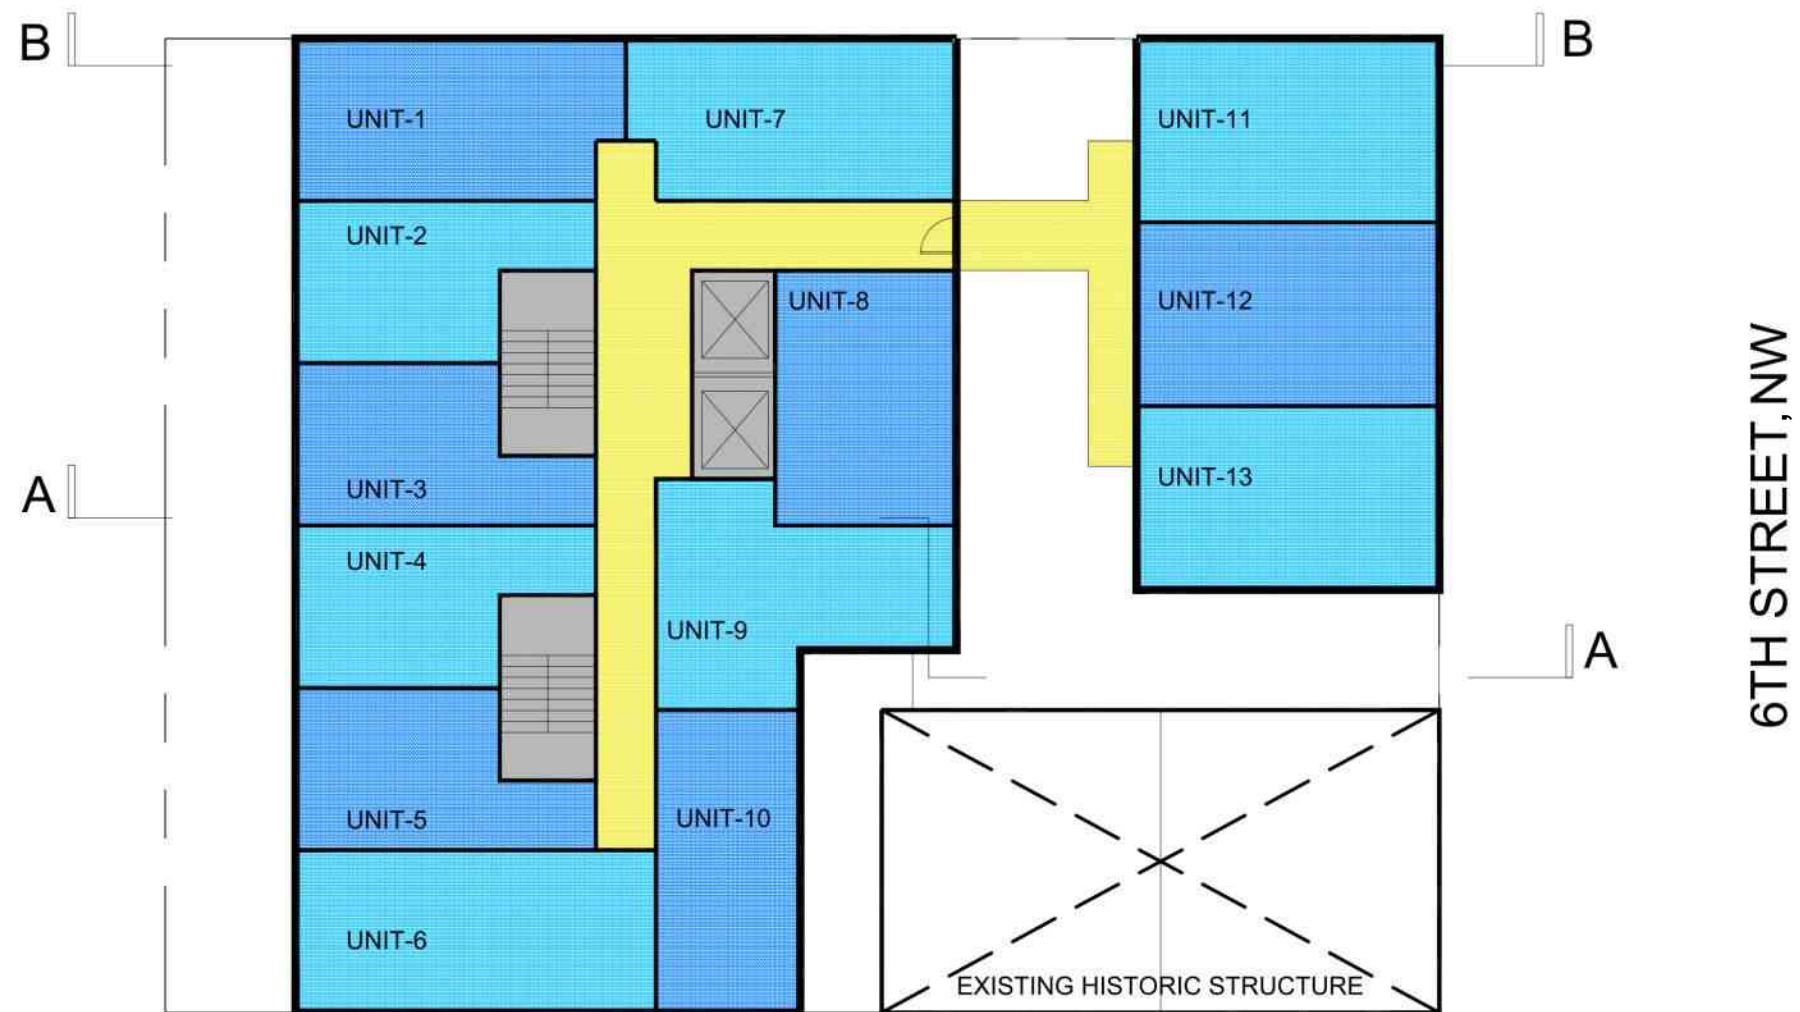 B
B
UNIT-1
UNIT-7
UNIT-11
UNIT-2
UNIT-8
UNIT-12
UNIT-3
UNIT-13
A
UNIT-4
UNIT-9
A
6TH STREET, NW
UNIT-5
UNIT-10
UNIT-6
EXISTING HISTORIC STRUCTURE